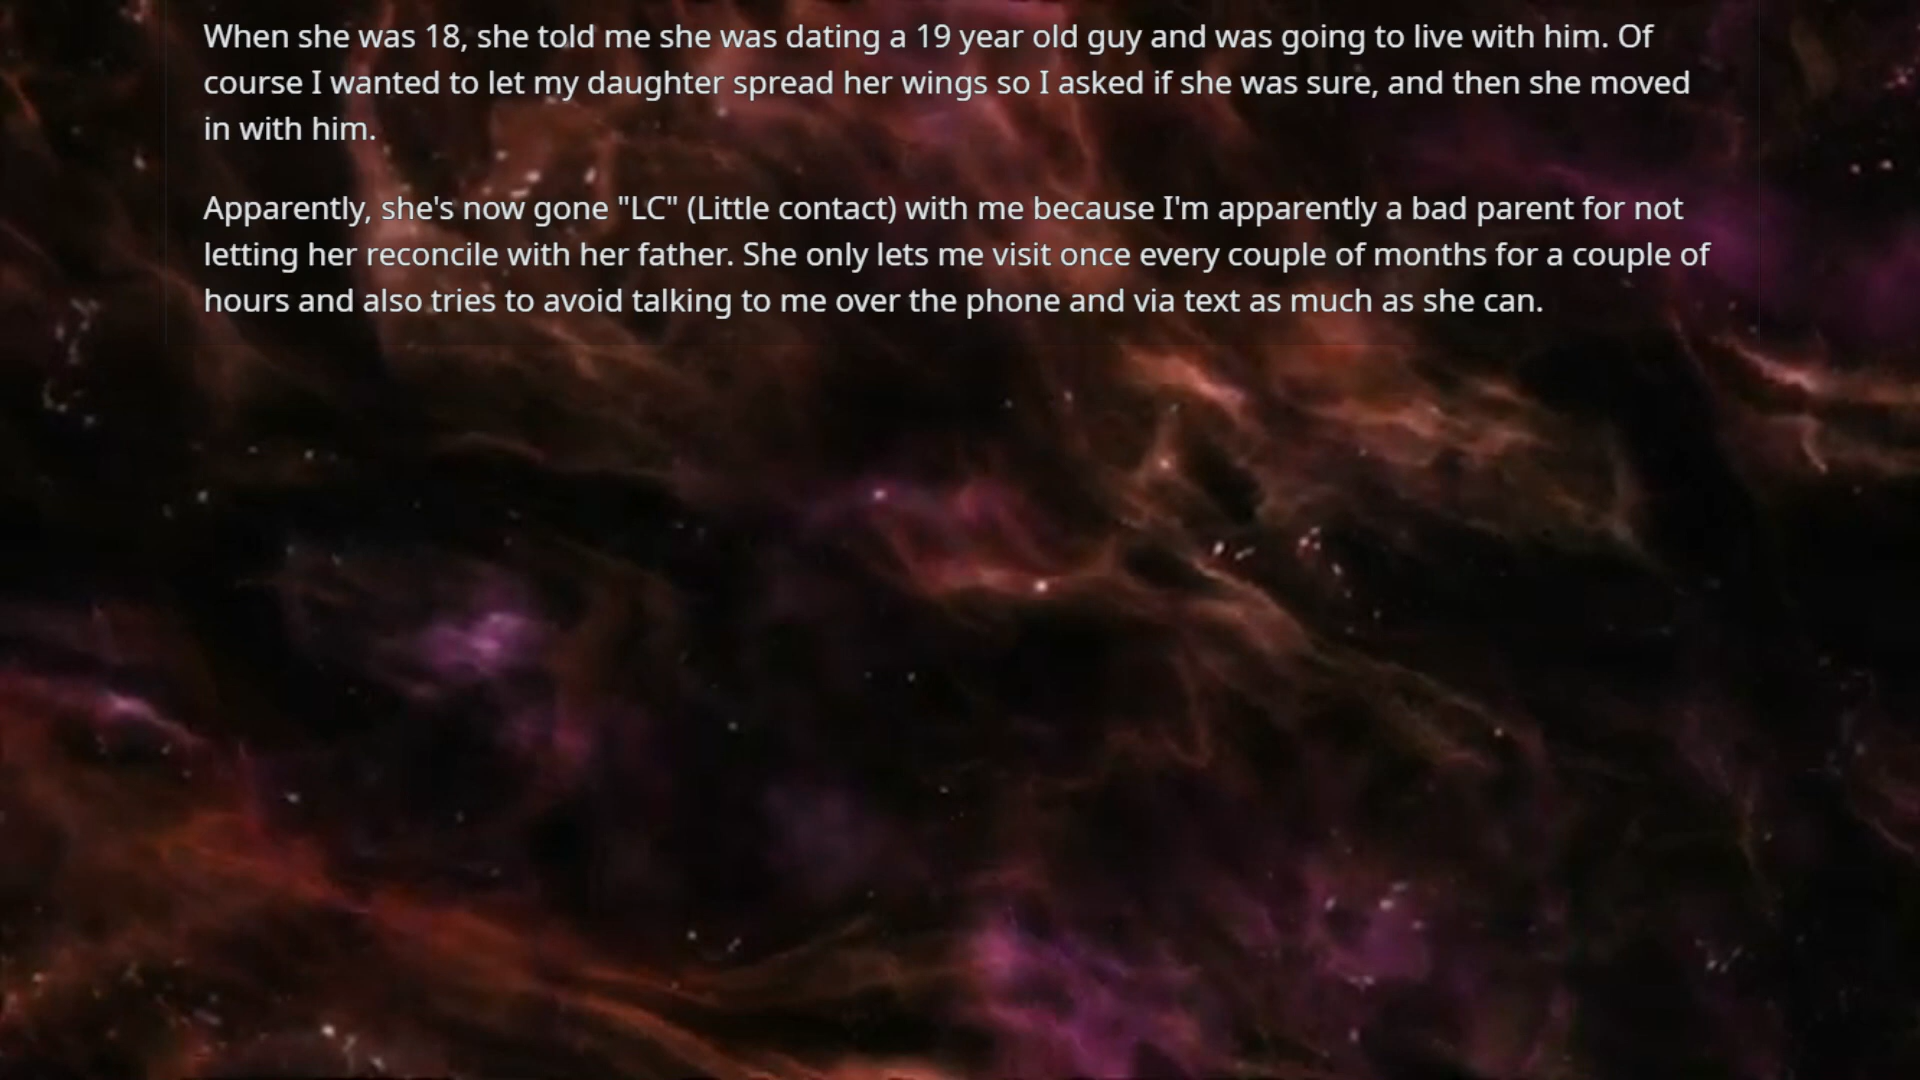 When she was 18, she told me she was dating a 19 year old guy and was going to live with him. Of
course I wanted to let my daughter spread her wings so I asked if she was sure, and then she moved
in with him.
Apparently, she's now gone "LC" (Little contact) with me because I'm apparently a bad parent for not
letting her reconcile with her father. She only lets me visit once every couple of months for a couple of
hours and also tries to avoid talking to me over the phone and via text as much as she can.